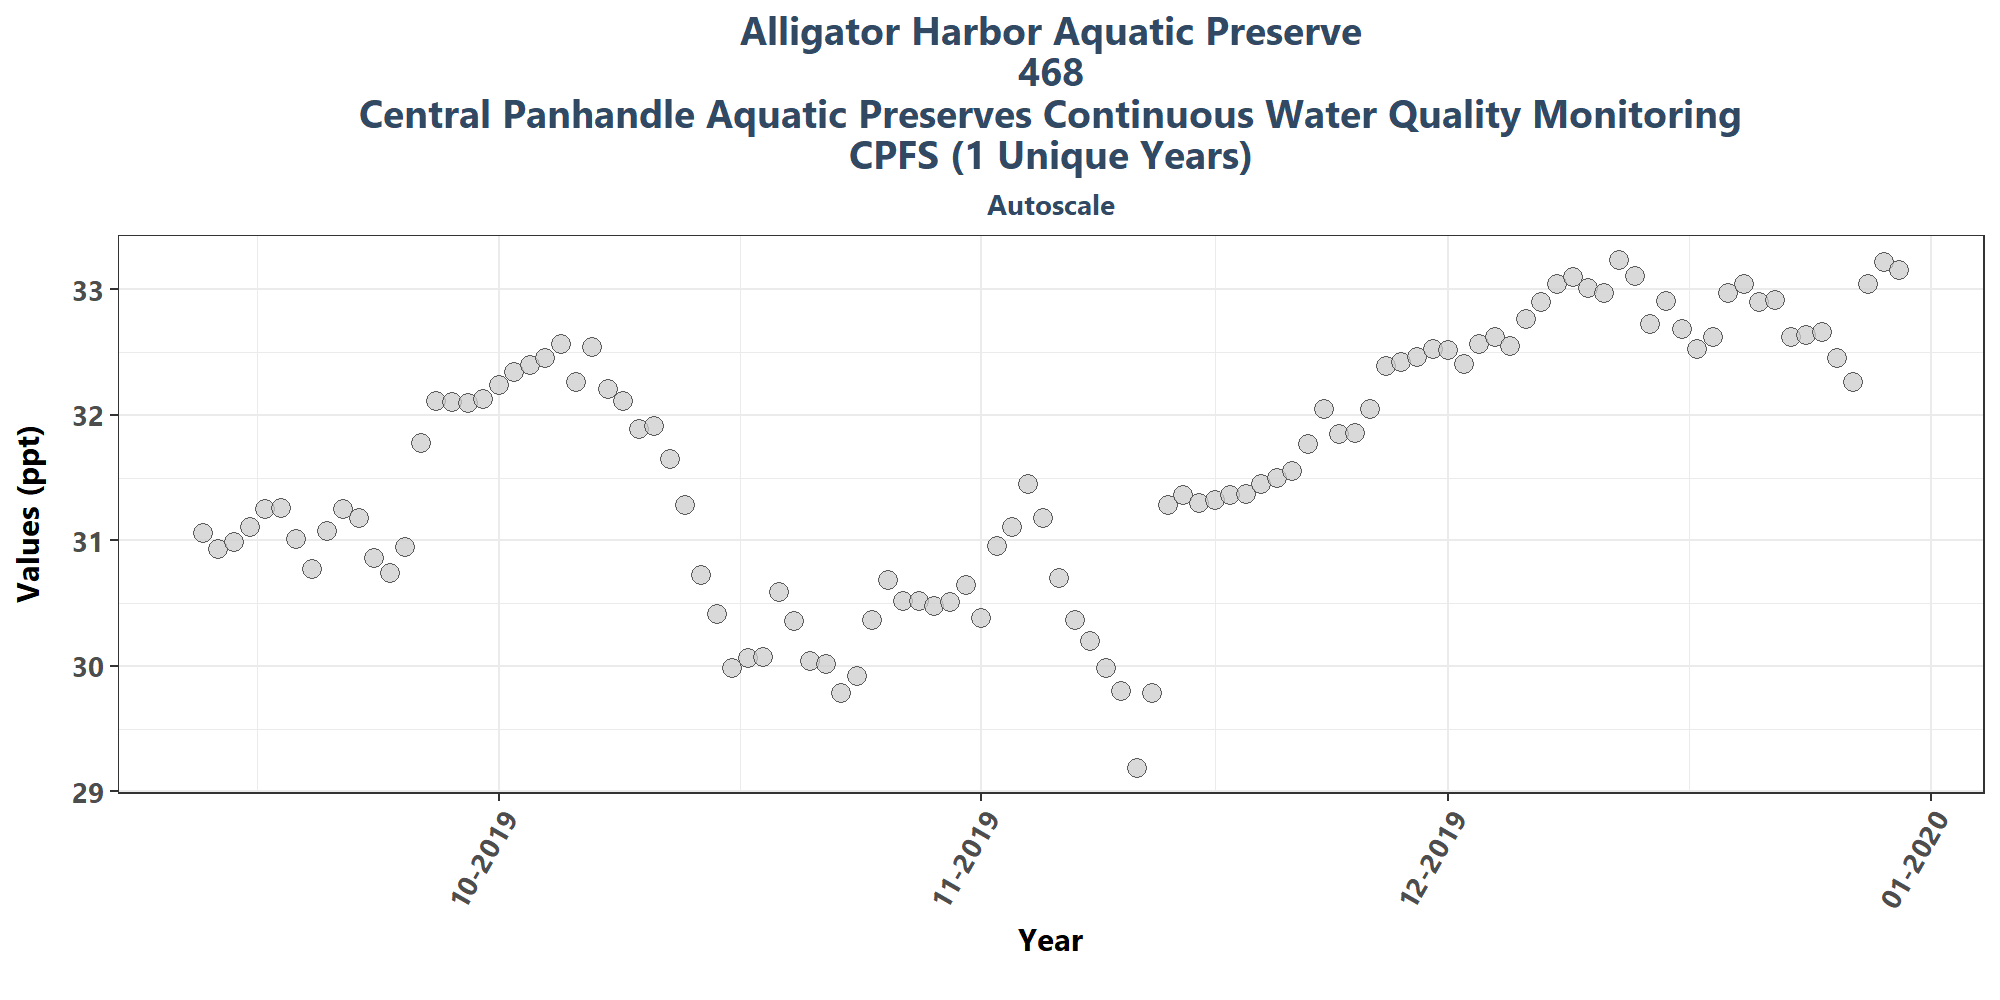 Alligator Harbor Aquatic Preserve
468
Central Panhandle Aquatic Preserves Continuous Water Quality Monitoring
CPFS (1 Unique Years)
Autoscale
Values (ppt)
33
32
31
30
29
10-2019
11-2019
12-2019
01-2020
Year